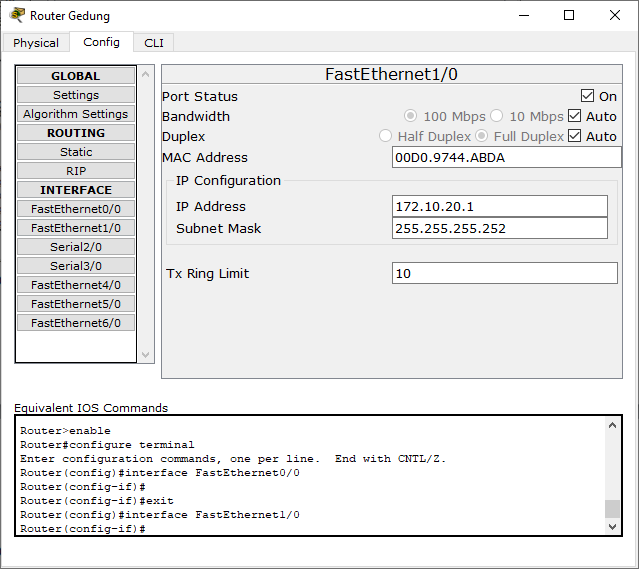 Router Gedung
Physical Config CLI
GLOBAL
Settings
Algorithm Settings
ROUTING
Static
RIP
INTERFACE
FastEthernet0/0
FastEthernet1/0
Serial2/0
Serial3/0
FastEthernet4/0
FastEthernet5/0
FastEthernet6/0
FastEthernet1/0
Port Status On
Bandwidth 100 Mbps 10 Mbps Auto
Duplex Half Duplex Full Duplex Auto
MAC Address 00D0.9744.ABDA
IP Configuration
IP Address 172.10.20.1
Subnet Mask 255.255.255.252
Tx Ring Limit 10
Equivalent IOS Commands
Router>enable
Router#configure terminal
Enter configuration commands, one per line.  End with CNTL/Z.
Router(config)#interface FastEthernet0/0
Router(config-if)#
Router(config-if)#exit
Router(config)#interface FastEthernet1/0
Router(config-if)#